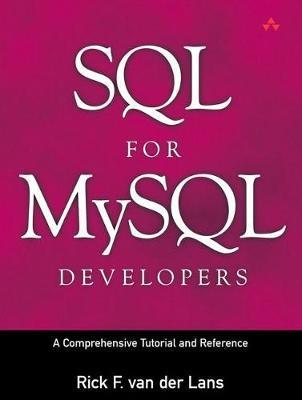 SQL
FOR
MySQL
DEVELOPERS
A Comprehensive Tutorial and Reference
Rick F. van der Lans